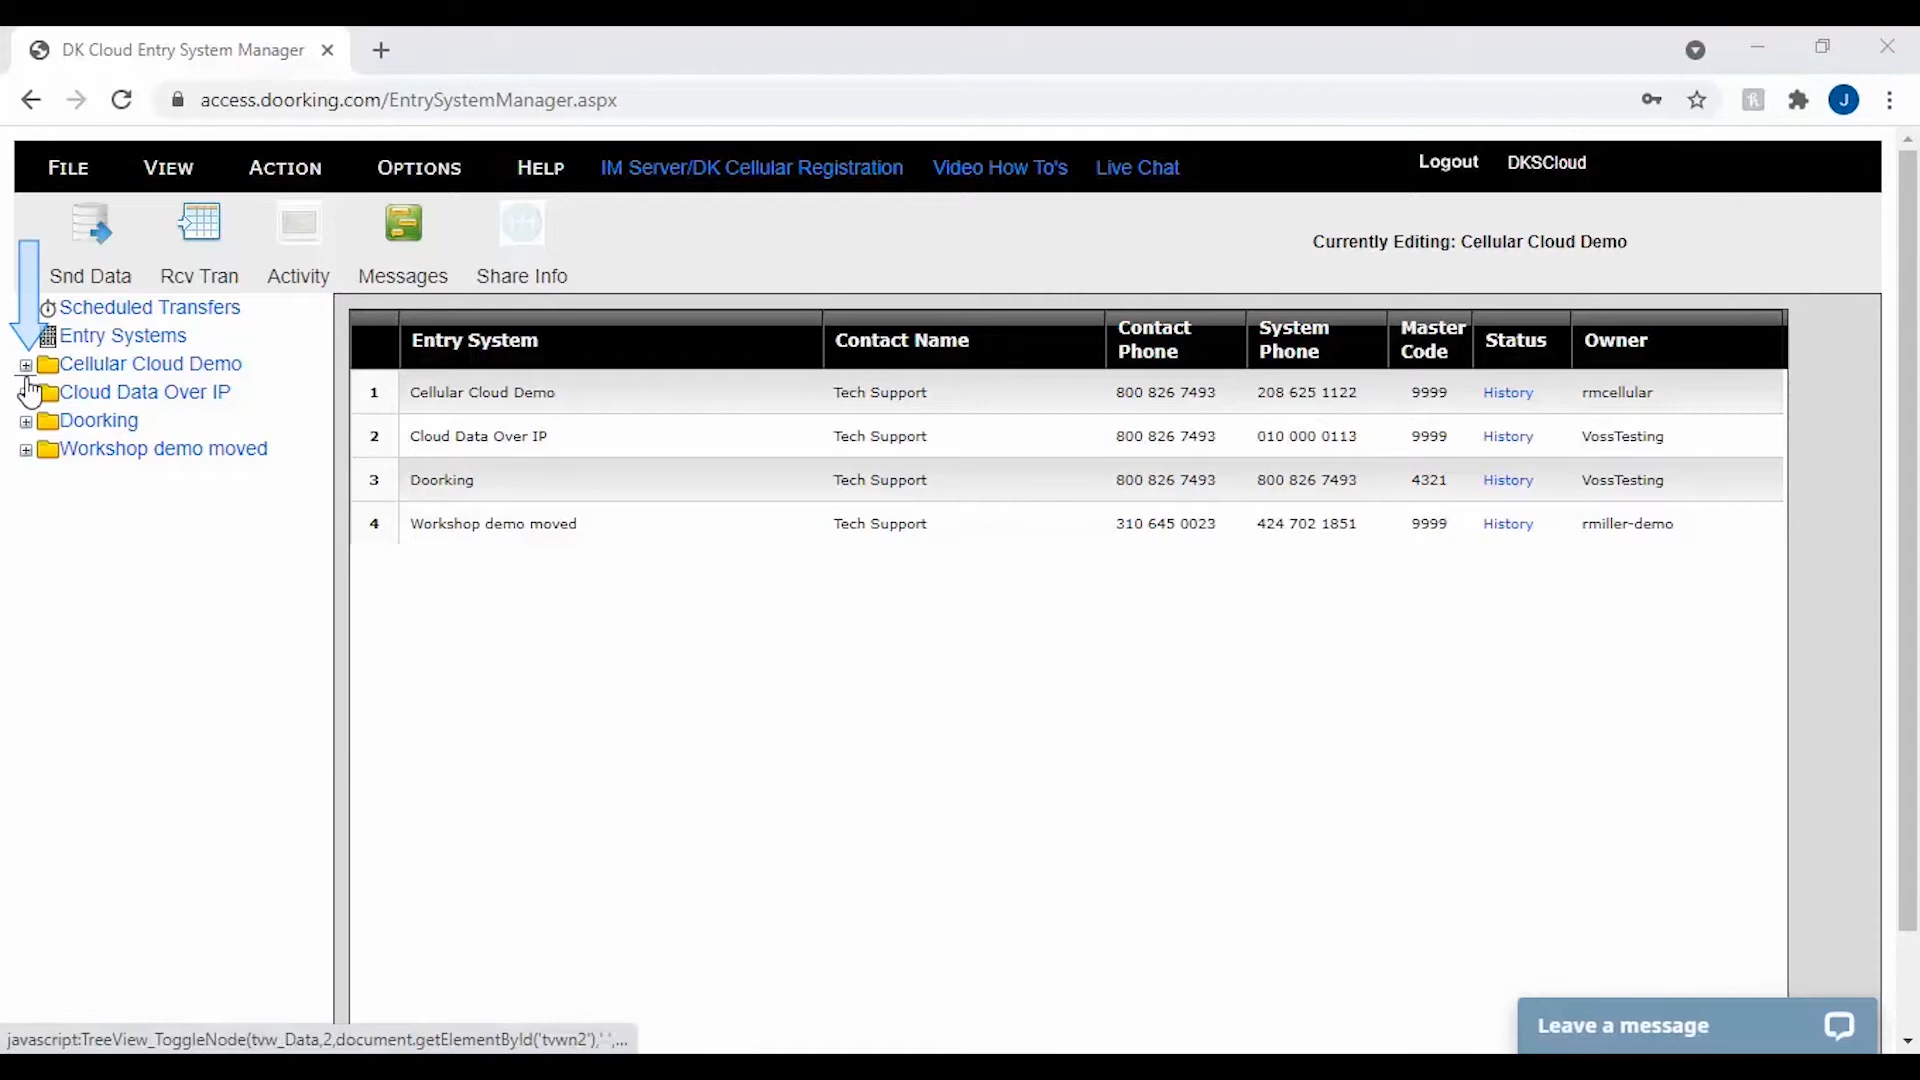 DK Cloud Entry System Manager
access.doorking.com/EntrySystemManager.aspx
J
FILE VIEW ACTION OPTIONS HELP IM Server/DK Cellular Registration Video How To's Live Chat Logout DKSCloud
Snd Data Rcv Tran Activity Messages Share Info
Currently Editing: Cellular Cloud Demo
Scheduled Transfers
Entry Systems
Cellular Cloud Demo
Cloud Data Over IP
Doorking
Workshop demo moved
Entry System Contact Name Contact Phone System Phone Master Code Status Owner
1 Cellular Cloud Demo Tech Support 800 826 7493 208 625 1122 9999 History rmcellular
2 Cloud Data Over IP Tech Support 800 826 7493 010 000 0113 9999 History VossTesting
3 Doorking Tech Support 800 826 7493 800 826 7493 4321 History VossTesting
4 Workshop demo moved Tech Support 310 645 0023 424 702 1851 9999 History rmiller-demo
Leave a message
javascript:TreeView_ToggleNode(tvw_Data,2,document.getElementById('tvwn2'),' ',...